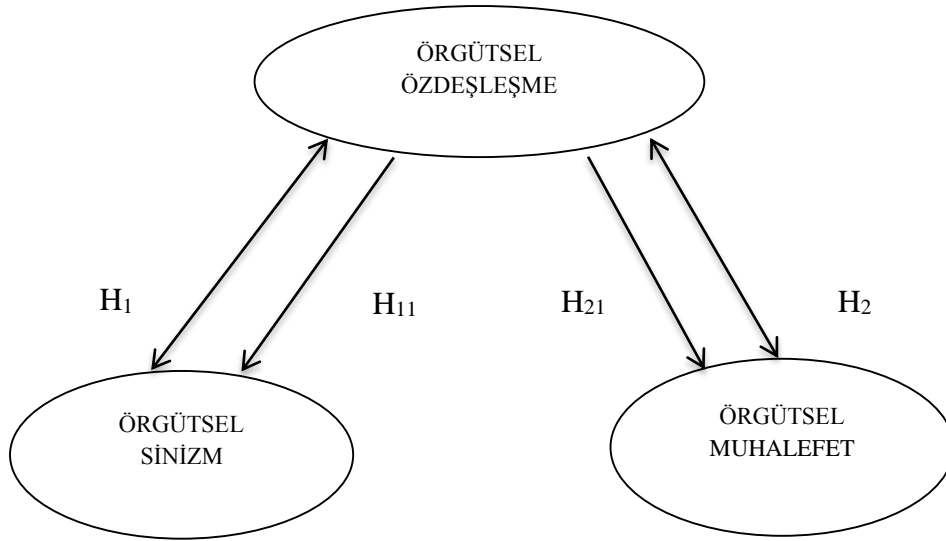 ÖRGÜTSEL
ÖZDEŞLEŞME
H₁
H₁₁
H₂₁
H₂
ÖRGÜTSEL
SİNİZM
ÖRGÜTSEL
MUHALEFET